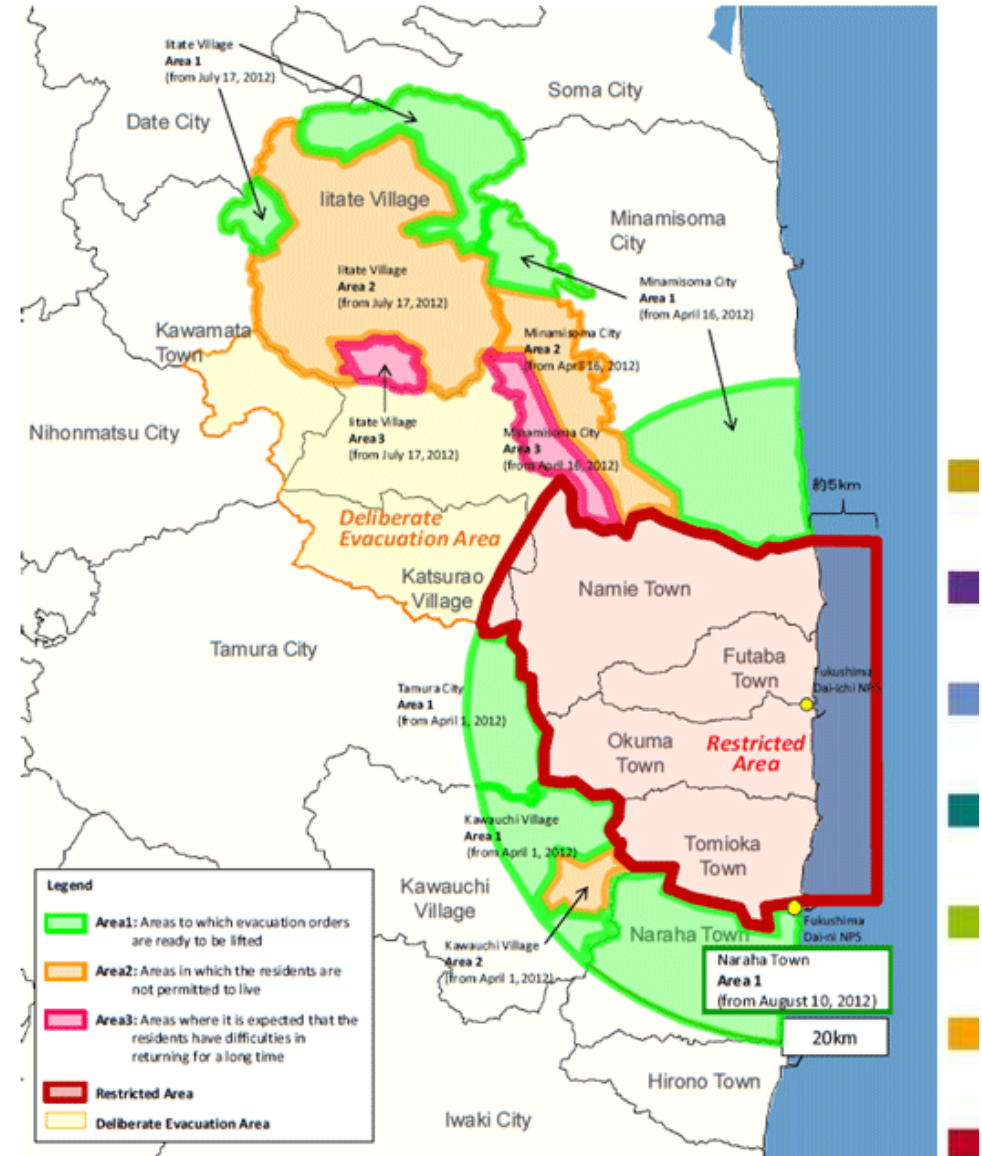 Iitate Village
Area 1
(from July 17, 2012)
Soma City
Date City
Iitate Village
Minamisoma
City
Iitate Village
Area 2
(from July 17, 2012)
Minamisoma City
Area 1
(from April 16, 2012)
Kawamata
Town
Minamisoma City
Area 2
(from April 16, 2012)
Iitate Village
Area 3
(from July 17, 2012)
Nihonmatsu City
Minamisoma City
Area 3
(from April 16, 2012)
約5km
Deliberate
Evacuation Area
Katsurao
Village
Namie Town
Tamura City
Futaba
Town
Fukushima
Dai-ichi NPS
Tamura City
Area 1
(from April 1, 2012)
Okuma
Town
Restricted
Area
Kawauchi Village
Area 1
(from April 1, 2012)
Tomioka
Town
Kawauchi
Village
Kawauchi Village
Area 2
(from April 1, 2012)
Naraha Town
Fukushima
Dai-ni NPS
Naraha Town
Area 1
(from August 10, 2012)
20km
Hirono Town
Iwaki City
Legend
Area1: Areas to which evacuation orders
are ready to be lifted
Area2: Areas in which the residents are
not permitted to live
Area3: Areas where it is expected that the
residents have difficulties in
returning for a long time
Restricted Area
Deliberate Evacuation Area